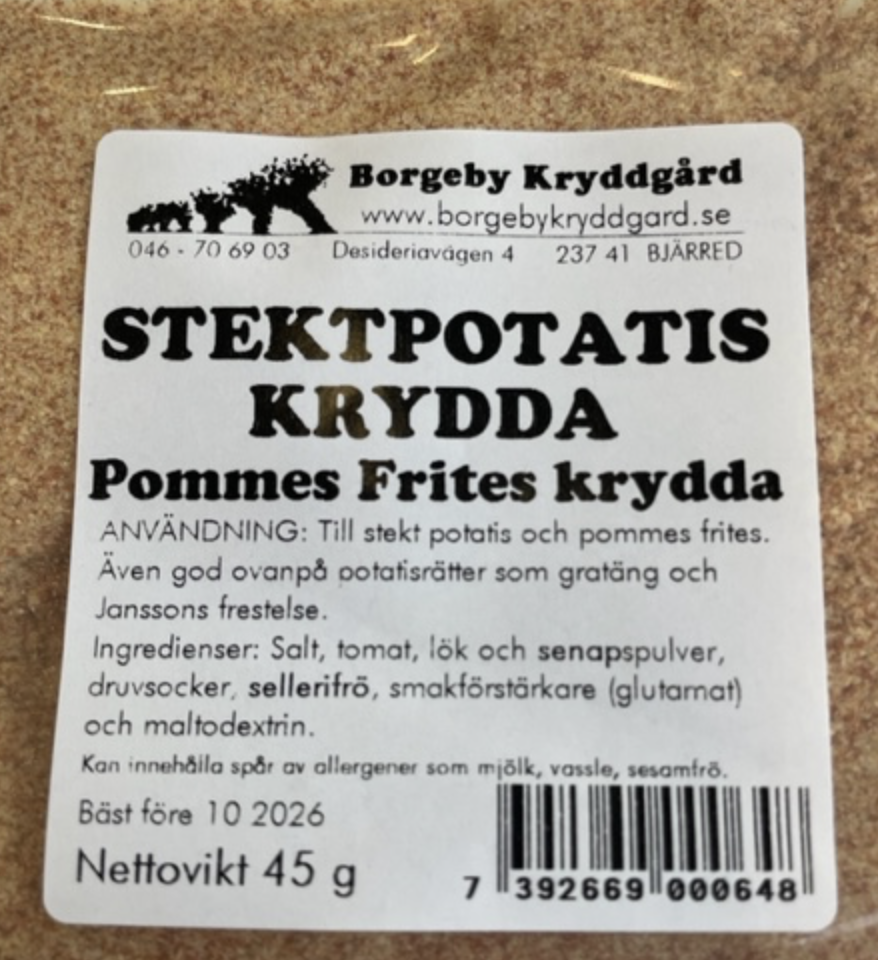 Borgeby Kryddgård
www.borgebykryddgard.se
046 - 70 69 03 Desideriavägen 4 237 41 BJÄRRED
STEKTPOTATIS
KRYDDA
Pommes Frites krydda
ANVÄNDNING: Till stekt potatis och pommes frites.
Även god ovanpå potatisrätter som gratäng och
Janssons frestelse.
Ingredienser: Salt, tomat, lök och senapspulver,
druvsocker, sellerifrö, smakförstärkare (glutamat)
och maltodextrin.
Kan innehålla spår av allergener som mjölk, vassle, sesamfrö.
Bäst före 10 2026
Nettovikt 45 g
7 392669 000648